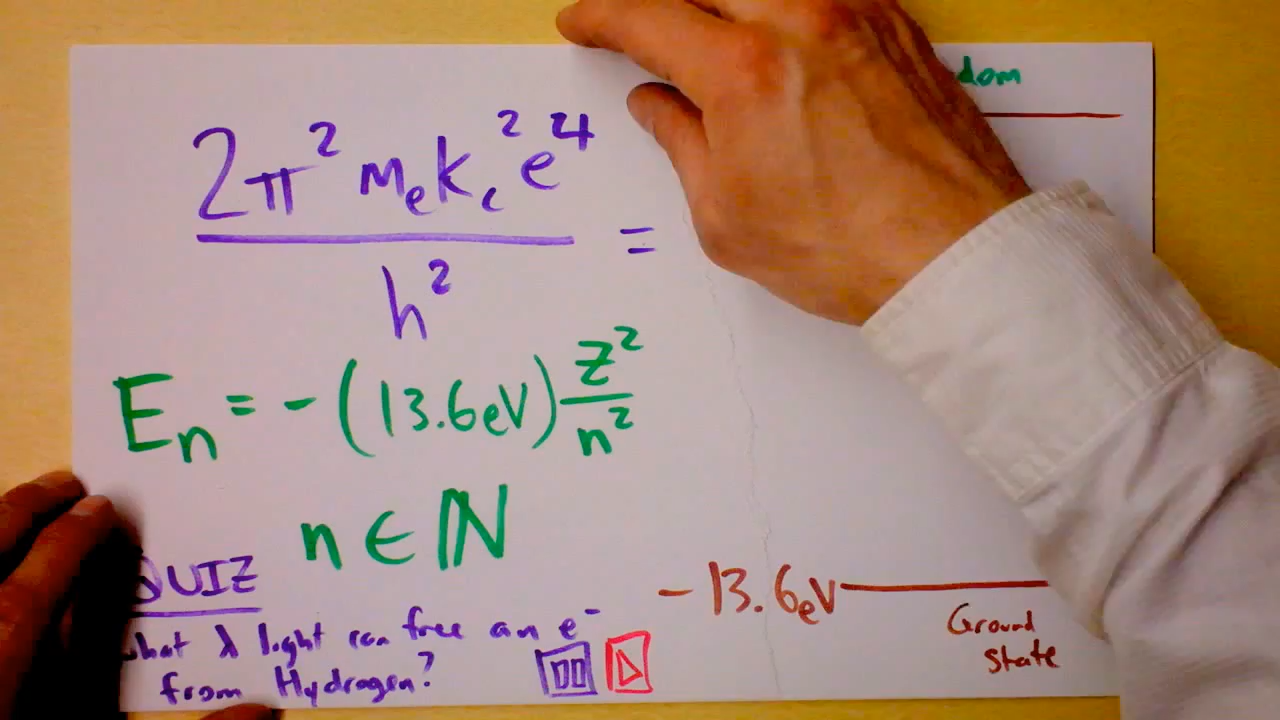 dom
2π² mₑ k꜀² e⁴
h²
=
Eₙ = -(13.6eV) Z²
n²
n ∈ ℕ
QUIZ
What λ light can free an e⁻
from Hydrogen?
-13.6eV
Ground
State